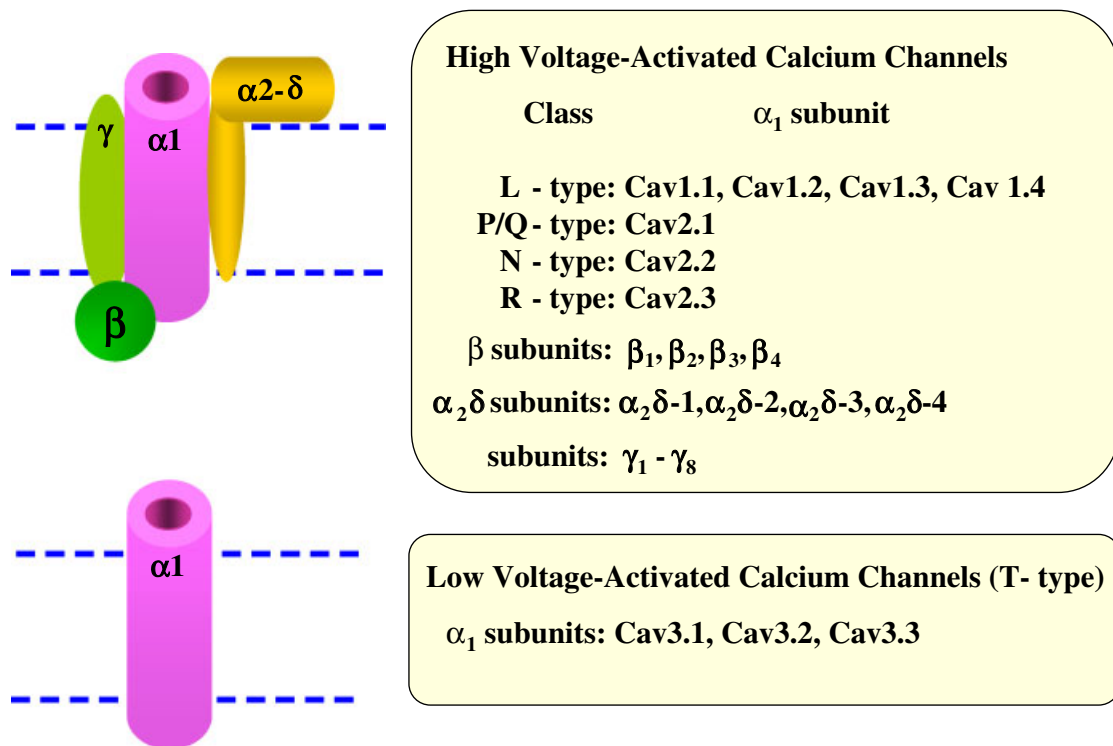 α2-δ
γ
α1
β
High Voltage-Activated Calcium Channels
Class α₁ subunit
L - type: Cav1.1, Cav1.2, Cav1.3, Cav 1.4
P/Q - type: Cav2.1
N - type: Cav2.2
R - type: Cav2.3
β subunits: β₁, β₂, β₃, β₄
α₂δ subunits: α₂δ-1, α₂δ-2, α₂δ-3, α₂δ-4
subunits: γ₁ - γ₈
α1
Low Voltage-Activated Calcium Channels (T- type)
α₁ subunits: Cav3.1, Cav3.2, Cav3.3